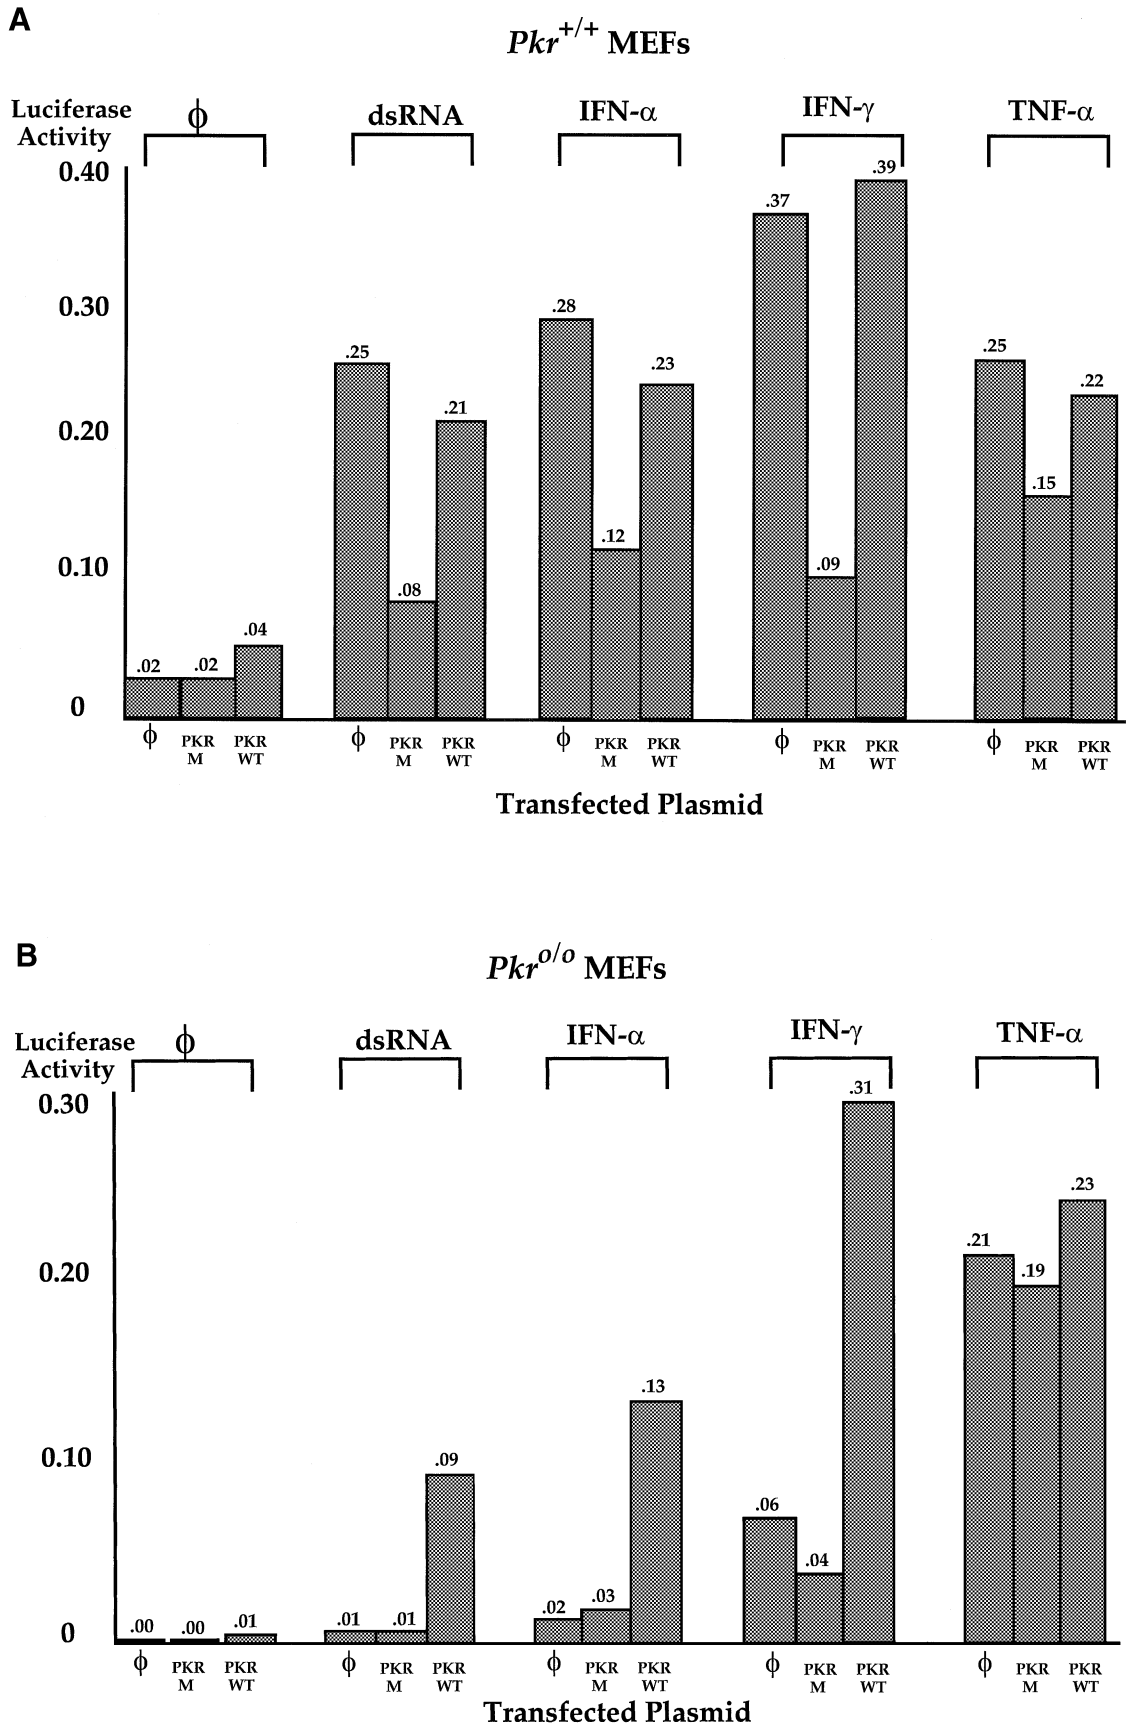 A
Pkr+/+ MEFs
Luciferase
Activity
ϕ
dsRNA
IFN-α
IFN-γ
TNF-α
0.40
0.30
0.20
0.10
0
.02
.02
.04
.25
.08
.21
.28
.12
.23
.37
.09
.39
.25
.15
.22
ϕ
PKR
M
PKR
WT
ϕ
PKR
M
PKR
WT
ϕ
PKR
M
PKR
WT
ϕ
PKR
M
PKR
WT
ϕ
PKR
M
PKR
WT
Transfected Plasmid
B
Pkro/o MEFs
Luciferase
Activity
ϕ
dsRNA
IFN-α
IFN-γ
TNF-α
0.30
0.20
0.10
0
.00
.00
.01
.01
.01
.09
.02
.03
.13
.06
.04
.31
.21
.19
.23
ϕ
PKR
M
PKR
WT
ϕ
PKR
M
PKR
WT
ϕ
PKR
M
PKR
WT
ϕ
PKR
M
PKR
WT
ϕ
PKR
M
PKR
WT
Transfected Plasmid